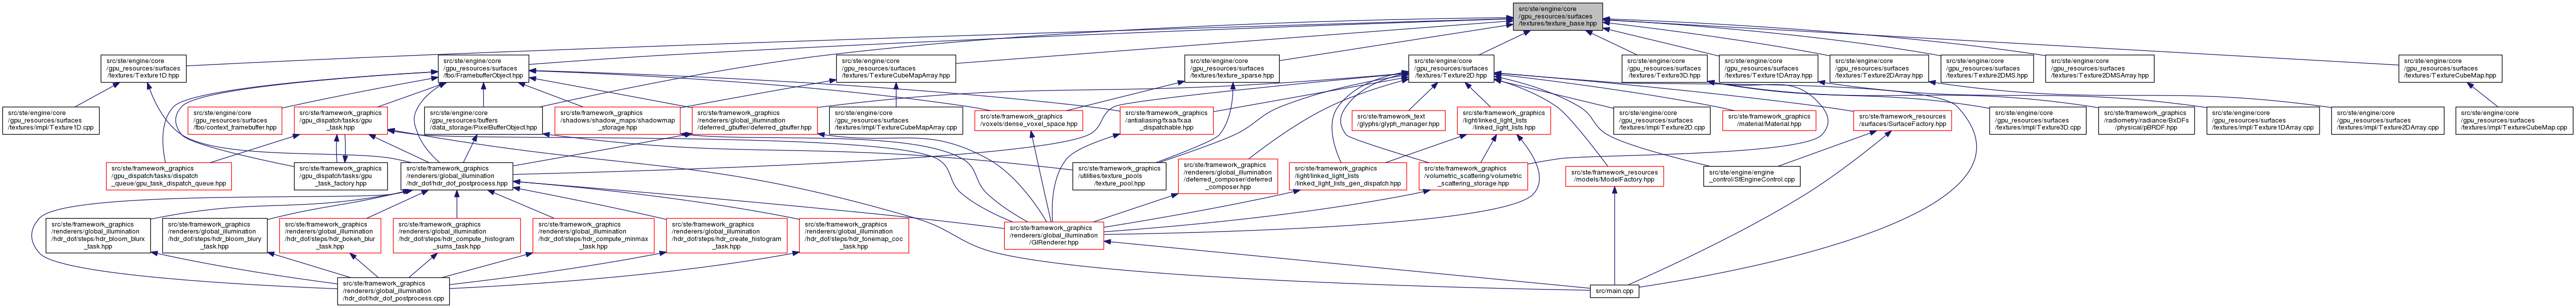 src/ste/engine/core
/gpu_resources/surfaces
/textures/texture_base.hpp
src/ste/engine/core
/gpu_resources/surfaces
/textures/Texture1D.hpp
src/ste/engine/core
/gpu_resources/surfaces
/fbo/FramebufferObject.hpp
src/ste/engine/core
/gpu_resources/surfaces
/textures/TextureCubeMapArray.hpp
src/ste/engine/core
/gpu_resources/surfaces
/textures/texture_sparse.hpp
src/ste/engine/core
/gpu_resources/surfaces
/textures/Texture2D.hpp
src/ste/engine/core
/gpu_resources/surfaces
/textures/Texture3D.hpp
src/ste/engine/core
/gpu_resources/surfaces
/textures/Texture1DArray.hpp
src/ste/engine/core
/gpu_resources/surfaces
/textures/Texture2DArray.hpp
src/ste/engine/core
/gpu_resources/surfaces
/textures/Texture2DMS.hpp
src/ste/engine/core
/gpu_resources/surfaces
/textures/Texture2DMSArray.hpp
src/ste/engine/core
/gpu_resources/surfaces
/textures/TextureCubeMap.hpp
src/ste/engine/core
/gpu_resources/surfaces
/textures/impl/Texture1D.cpp
src/ste/engine/core
/gpu_resources/surfaces
/fbo/context_framebuffer.hpp
src/ste/framework_graphics
/gpu_dispatch/tasks/gpu
_task.hpp
src/ste/engine/core
/gpu_resources/buffers
/data_storage/PixelBufferObject.hpp
src/ste/framework_graphics
/shadows/shadow_maps/shadowmap
_storage.hpp
src/ste/framework_graphics
/renderers/global_illumination
/deferred_gbuffer/deferred_gbuffer.hpp
src/ste/engine/core
/gpu_resources/surfaces
/textures/impl/TextureCubeMapArray.cpp
src/ste/framework_graphics
/voxels/dense_voxel_space.hpp
src/ste/framework_graphics
/antialiasing/fxaa/fxaa
_dispatchable.hpp
src/ste/framework_text
/glyphs/glyph_manager.hpp
src/ste/framework_graphics
/light/linked_light_lists
/linked_light_lists.hpp
src/ste/engine/core
/gpu_resources/surfaces
/textures/impl/Texture2D.cpp
src/ste/framework_graphics
/material/Material.hpp
src/ste/framework_resources
/surfaces/SurfaceFactory.hpp
src/ste/engine/core
/gpu_resources/surfaces
/textures/impl/Texture3D.cpp
src/ste/framework_graphics
/radiometry/radiance/BxDFs
/physical/pBRDF.hpp
src/ste/engine/core
/gpu_resources/surfaces
/textures/impl/Texture1DArray.cpp
src/ste/engine/core
/gpu_resources/surfaces
/textures/impl/Texture2DArray.cpp
src/ste/engine/core
/gpu_resources/surfaces
/textures/impl/TextureCubeMap.cpp
src/ste/framework_graphics
/gpu_dispatch/tasks/dispatch
_queue/gpu_task_dispatch_queue.hpp
src/ste/framework_graphics
/gpu_dispatch/tasks/gpu
_task_factory.hpp
src/ste/framework_graphics
/renderers/global_illumination
/hdr_dof/hdr_dof_postprocess.hpp
src/ste/framework_graphics
/utilities/texture_pools
/texture_pool.hpp
src/ste/framework_graphics
/renderers/global_illumination
/deferred_composer/deferred
_composer.hpp
src/ste/framework_graphics
/light/linked_light_lists
/linked_light_lists_gen_dispatch.hpp
src/ste/framework_graphics
/volumetric_scattering/volumetric
_scattering_storage.hpp
src/ste/framework_resources
/models/ModelFactory.hpp
src/ste/engine/engine
_control/StEngineControl.cpp
src/ste/framework_graphics
/renderers/global_illumination
/hdr_dof/steps/hdr_bloom_blurx
_task.hpp
src/ste/framework_graphics
/renderers/global_illumination
/hdr_dof/steps/hdr_bloom_blury
_task.hpp
src/ste/framework_graphics
/renderers/global_illumination
/hdr_dof/steps/hdr_bokeh_blur
_task.hpp
src/ste/framework_graphics
/renderers/global_illumination
/hdr_dof/steps/hdr_compute_histogram
_sums_task.hpp
src/ste/framework_graphics
/renderers/global_illumination
/hdr_dof/steps/hdr_compute_minmax
_task.hpp
src/ste/framework_graphics
/renderers/global_illumination
/hdr_dof/steps/hdr_create_histogram
_task.hpp
src/ste/framework_graphics
/renderers/global_illumination
/hdr_dof/steps/hdr_tonemap_coc
_task.hpp
src/ste/framework_graphics
/renderers/global_illumination
/GIRenderer.hpp
src/ste/framework_graphics
/renderers/global_illumination
/hdr_dof/hdr_dof_postprocess.cpp
src/main.cpp